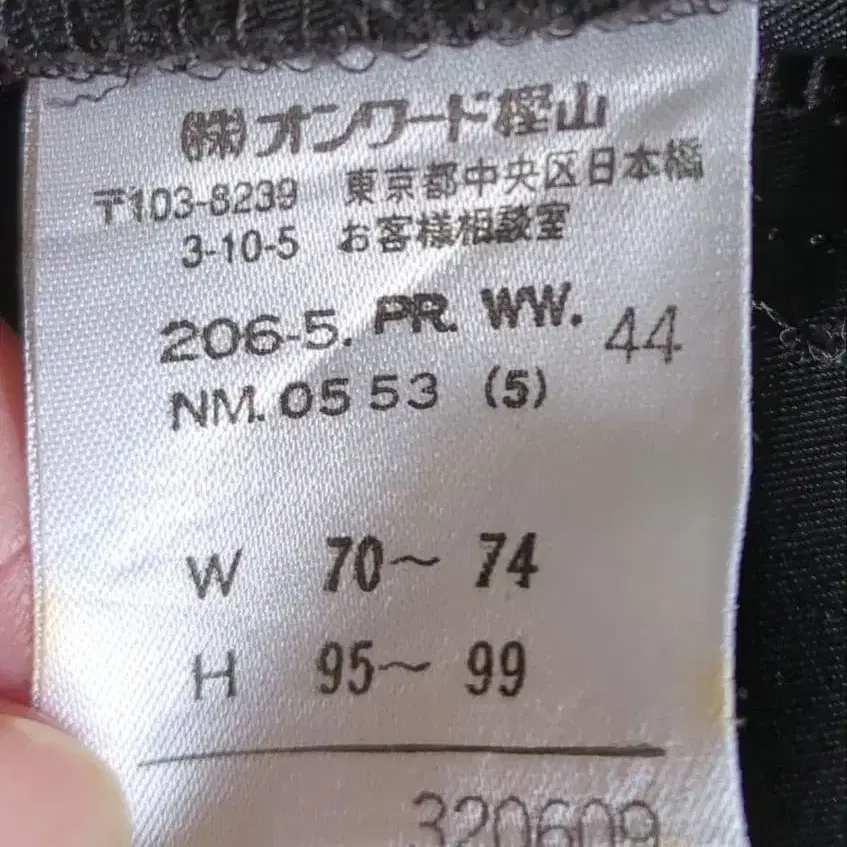 (株)オンワード樫山
〒103-8239 東京都中央区日本橋
3-10-5 お客様相談室
206-5. PR. WW. 44
NM. 0553 (5)
W 70~ 74
H 95~ 99
320609